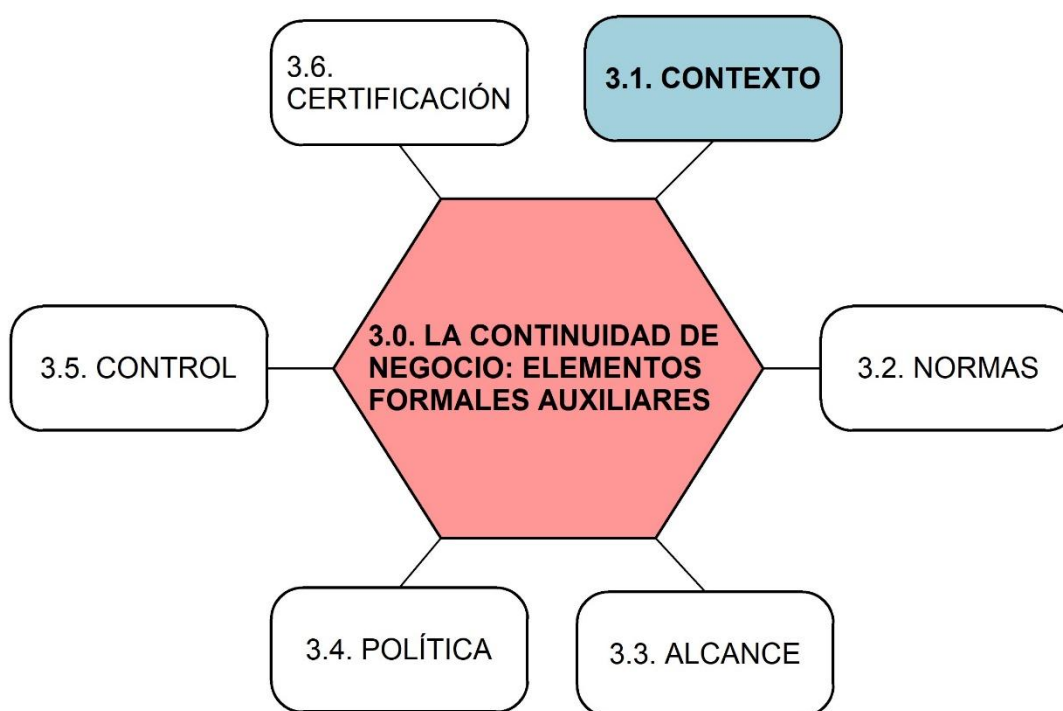 3.6.
CERTIFICACIÓN
3.1. CONTEXTO
3.5. CONTROL
3.0. LA CONTINUIDAD DE
NEGOCIO: ELEMENTOS
FORMALES AUXILIARES
3.2. NORMAS
3.4. POLÍTICA
3.3. ALCANCE